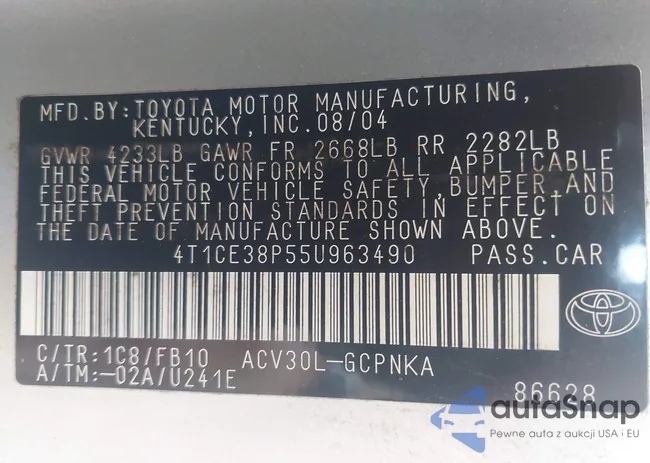 MFD.BY:TOYOTA MOTOR MANUFACTURING,
KENTUCKY,INC.08/04
GVWR 4233LB GAWR FR 2668LB RR 2282LB
THIS VEHICLE CONFORMS TO ALL APPLICABLE
FEDERAL MOTOR VEHICLE SAFETY,BUMPER,AND
THEFT PREVENTION STANDARDS IN EFFECT ON
THE DATE OF MANUFACTURE SHOWN ABOVE.
4T1CE38P55U963490 PASS.CAR
C/TR:1C8/FB10 ACV30L-GCPNKA
A/TM:-02A/U241E 86628
autoSnap
Pewne auta z aukcji USA i EU